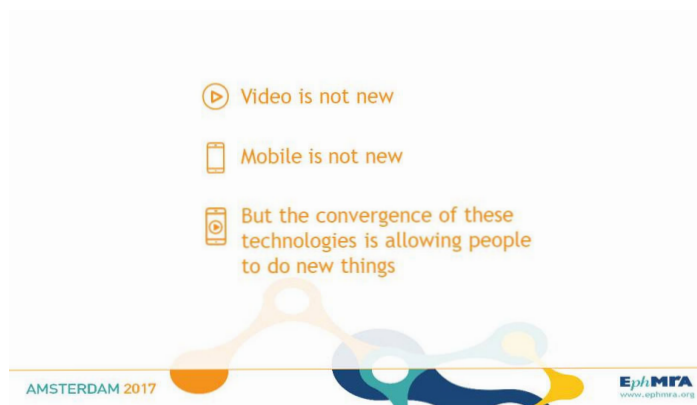 Video is not new
Mobile is not new
But the convergence of these
technologies is allowing people
to do new things
AMSTERDAM 2017
EphMRA
www.ephmra.org